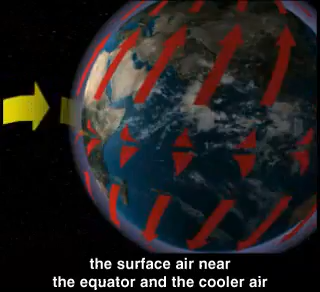 the surface air near
the equator and the cooler air